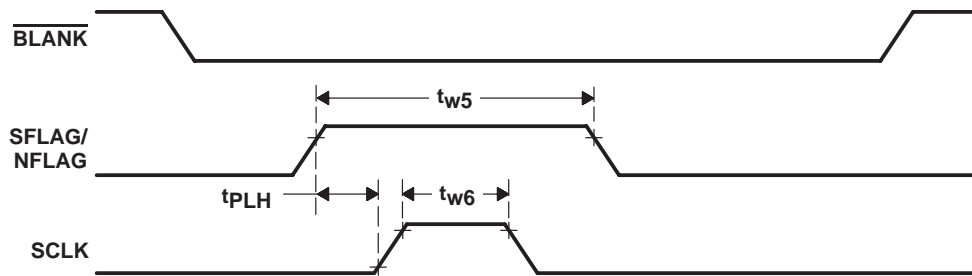 BLANK
tw5
SFLAG/
NFLAG
tPLH
tw6
SCLK